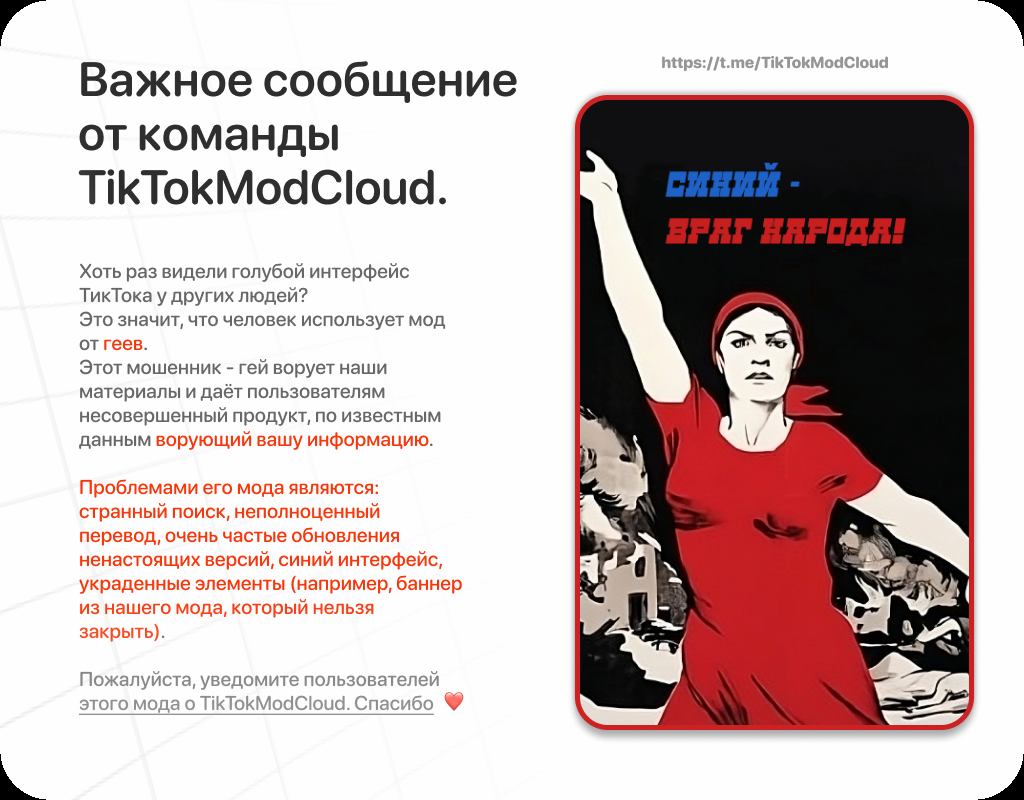 Важное сообщение
от команды
TikTokModCloud.
Хоть раз видели голубой интерфейс
ТикТока у других людей?
Это значит, что человек использует мод
от геев.
Этот мошенник - гей ворует наши
материалы и даёт пользователям
несовершенный продукт, по известным
данным ворующий вашу информацию.
Проблемами его мода являются:
странный поиск, неполноценный
перевод, очень частые обновления
ненастоящих версий, синий интерфейс,
украденные элементы (например, баннер
из нашего мода, который нельзя
закрыть).
Пожалуйста, уведомите пользователей
этого мода о TikTokModCloud. Спасибо ❤️
https://t.me/TikTokModCloud
СИНИЙ -
ВРАГ НАРОДА!